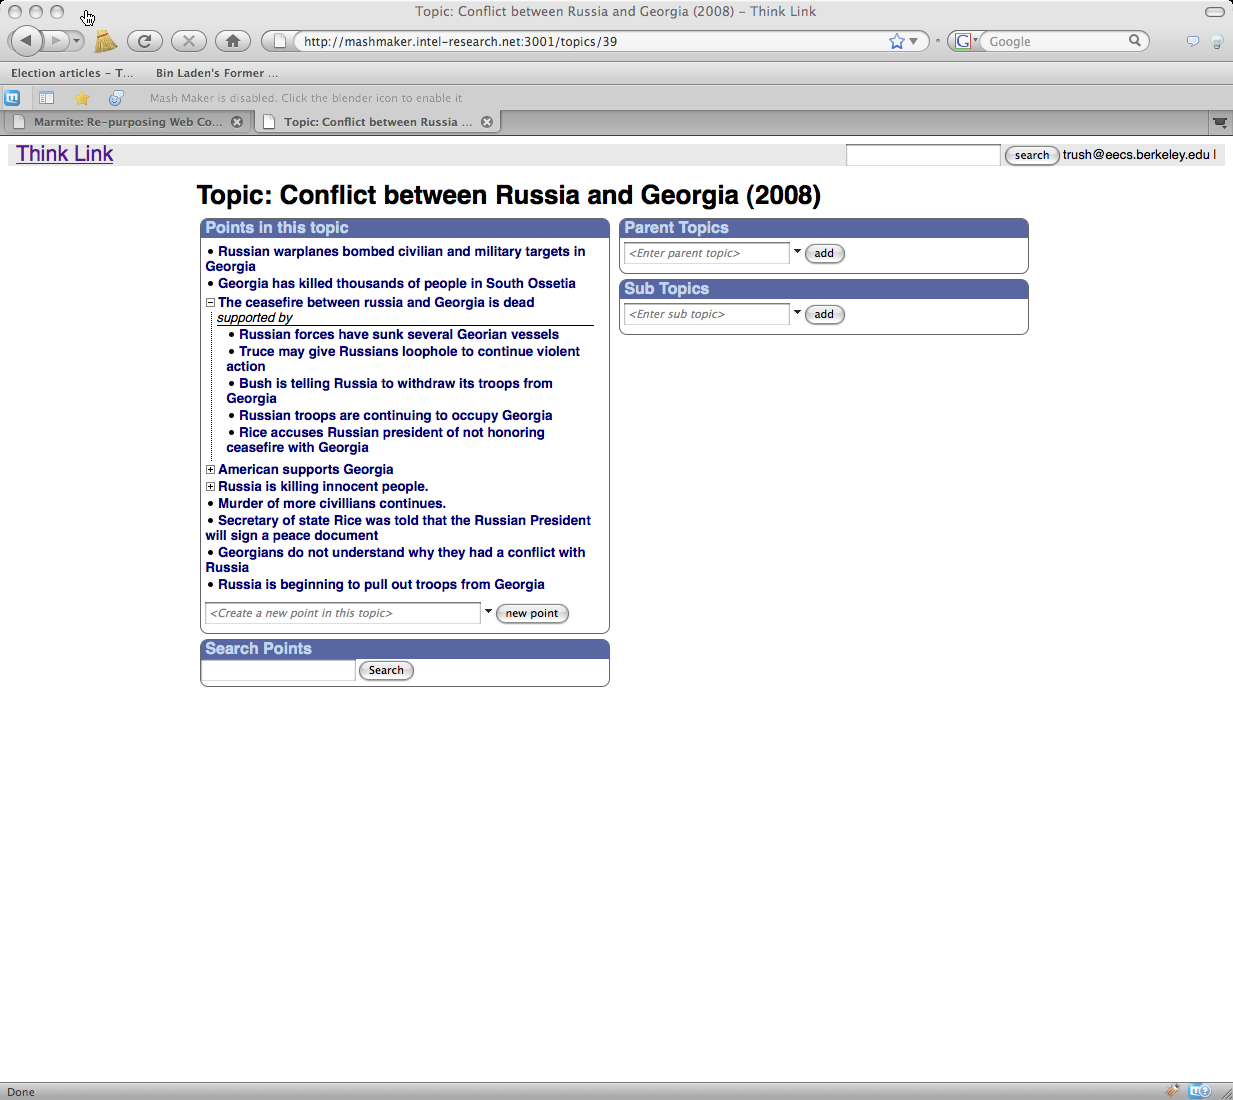 Topic: Conflict between Russia and Georgia (2008) – Think Link
http://mashmaker.intel-research.net:3001/topics/39
G
Google
Election articles – T...
Bin Laden's Former ...
m
Mash Maker is disabled. Click the blender icon to enable it
Marmite: Re-purposing Web Co...
Topic: Conflict between Russia ...
Think Link
search
trush@eecs.berkeley.edu |
Topic: Conflict between Russia and Georgia (2008)
Points in this topic
• Russian warplanes bombed civilian and military targets in
Georgia
• Georgia has killed thousands of people in South Ossetia
The ceasefire between russia and Georgia is dead
supported by
• Russian forces have sunk several Georian vessels
• Truce may give Russians loophole to continue violent
action
• Bush is telling Russia to withdraw its troops from
Georgia
• Russian troops are continuing to occupy Georgia
• Rice accuses Russian president of not honoring
ceasefire with Georgia
American supports Georgia
Russia is killing innocent people.
• Murder of more civillians continues.
• Secretary of state Rice was told that the Russian President
will sign a peace document
• Georgians do not understand why they had a conflict with
Russia
• Russia is beginning to pull out troops from Georgia
<Create a new point in this topic>
new point
Search Points
Search
Parent Topics
<Enter parent topic>
add
Sub Topics
<Enter sub topic>
add
Done